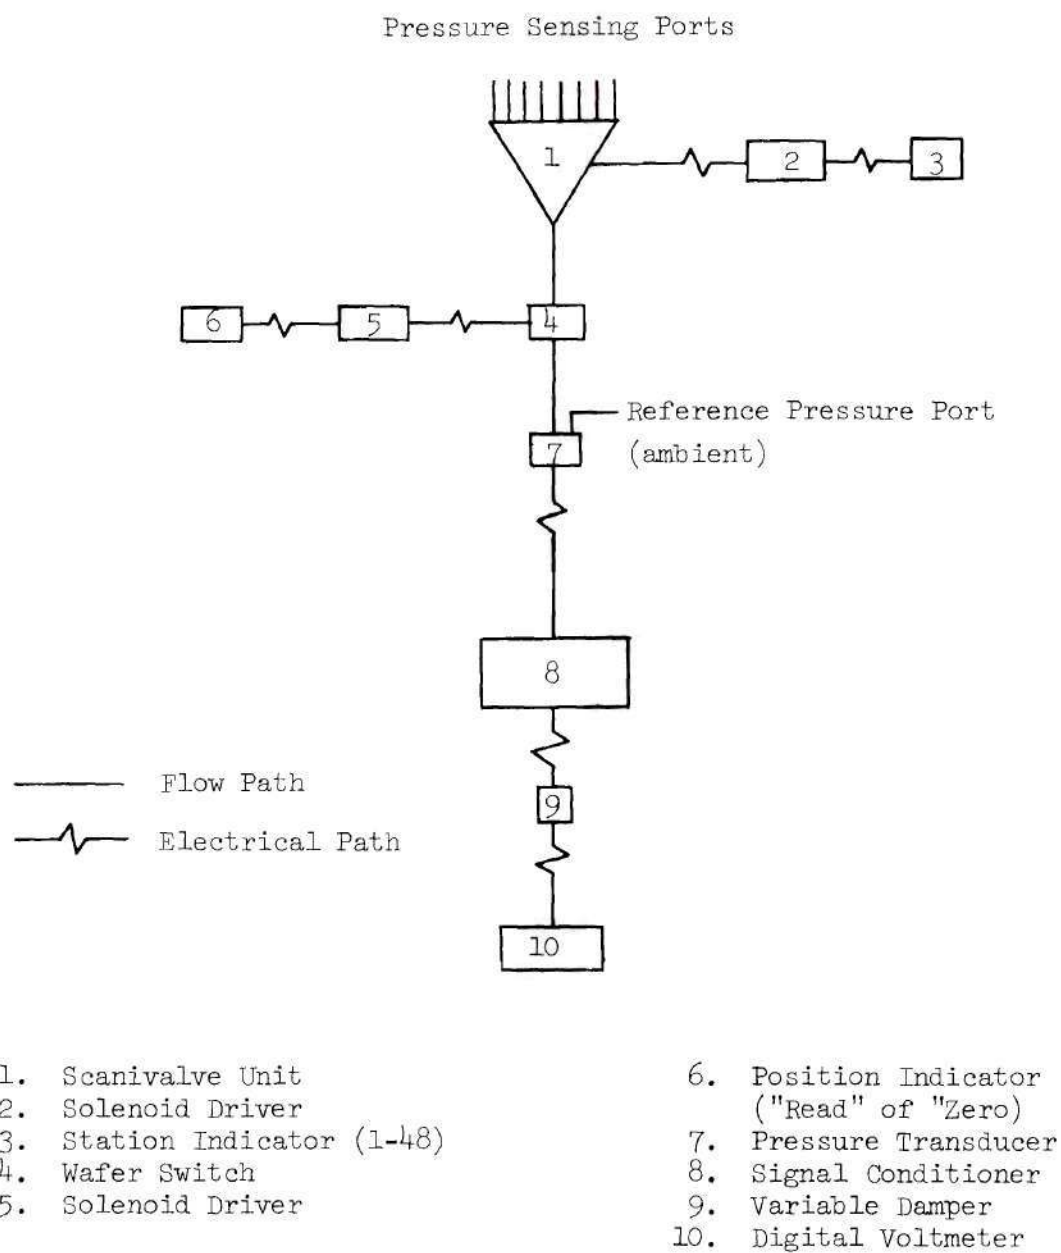 Pressure Sensing Ports
1
2
3
6
5
4
Reference Pressure Port
(ambient)
7
8
Flow Path
9
Electrical Path
10
1. Scanivalve Unit
2. Solenoid Driver
3. Station Indicator (1-48)
4. Wafer Switch
5. Solenoid Driver
6. Position Indicator
("Read" of "Zero)
7. Pressure Transducer
8. Signal Conditioner
9. Variable Damper
10. Digital Voltmeter